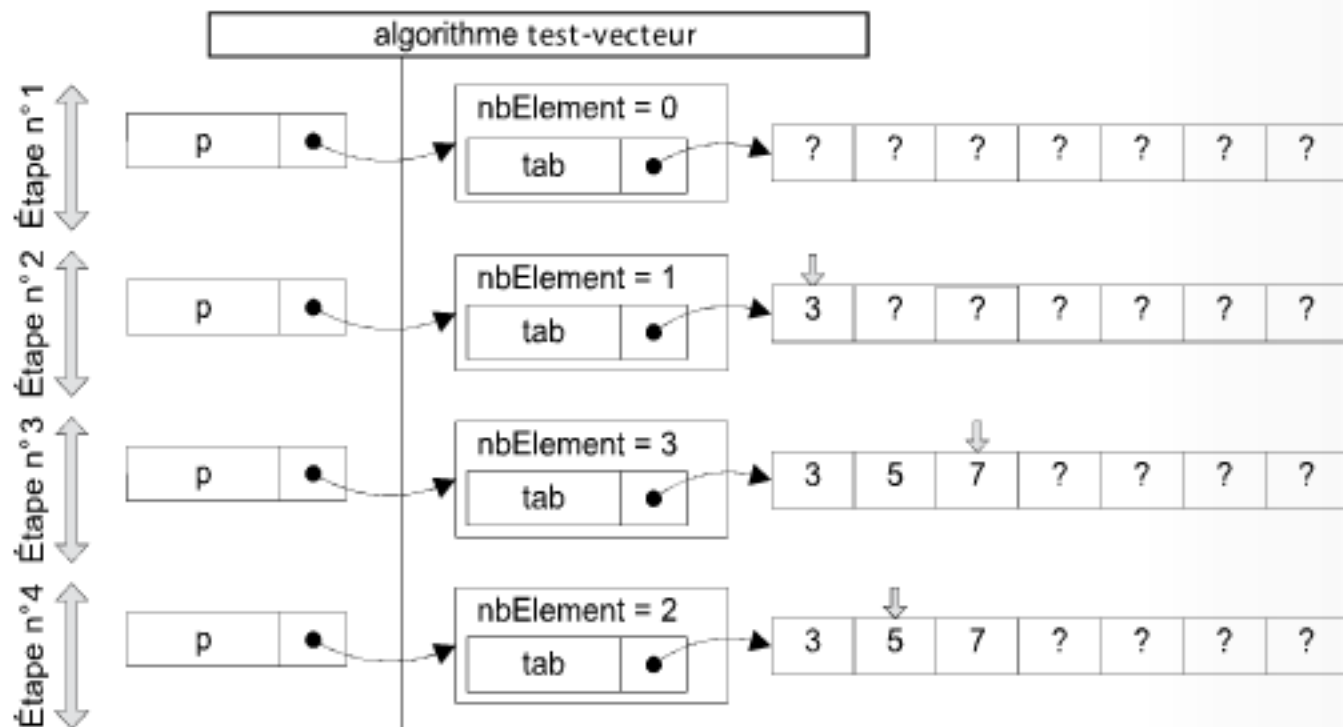 algorithme test-vecteur
Étape n°1
p
nbElement = 0
tab
? ? ? ? ? ? ?
Étape n°2
p
nbElement = 1
tab
3 ? ? ? ? ? ?
Étape n°3
p
nbElement = 3
tab
3 5 7 ? ? ? ?
Étape n°4
p
nbElement = 2
tab
3 5 7 ? ? ? ?